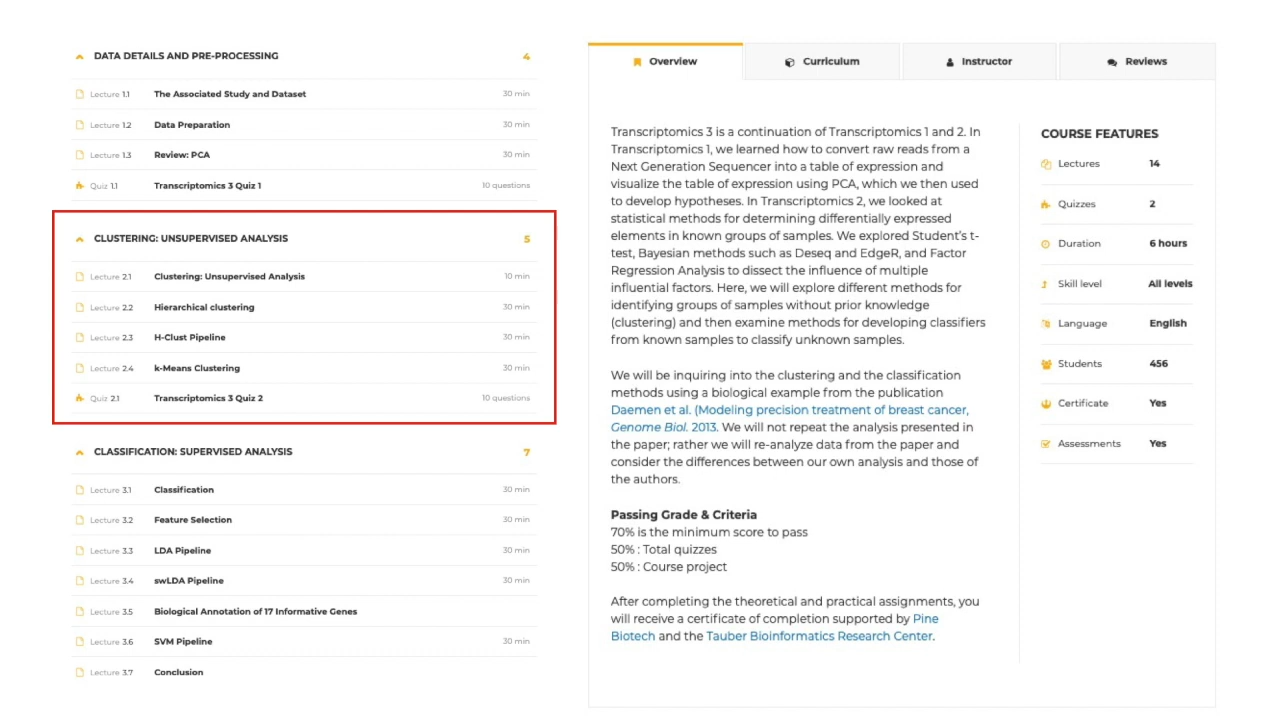 DATA DETAILS AND PRE-PROCESSING 4
Lecture 1.1 The Associated Study and Dataset 30 min
Lecture 1.2 Data Preparation 30 min
Lecture 1.3 Review: PCA 30 min
Quiz 1.1 Transcriptomics 3 Quiz 1 10 questions
CLUSTERING: UNSUPERVISED ANALYSIS 5
Lecture 2.1 Clustering: Unsupervised Analysis 10 min
Lecture 2.2 Hierarchical clustering 30 min
Lecture 2.3 H-Clust Pipeline 30 min
Lecture 2.4 k-Means Clustering 30 min
Quiz 2.1 Transcriptomics 3 Quiz 2 10 questions
CLASSIFICATION: SUPERVISED ANALYSIS 7
Lecture 3.1 Classification 30 min
Lecture 3.2 Feature Selection 30 min
Lecture 3.3 LDA Pipeline 30 min
Lecture 3.4 swLDA Pipeline 30 min
Lecture 3.5 Biological Annotation of 17 Informative Genes
Lecture 3.6 SVM Pipeline 30 min
Lecture 3.7 Conclusion
Overview Curriculum Instructor Reviews
Transcriptomics 3 is a continuation of Transcriptomics 1 and 2. In
Transcriptomics 1, we learned how to convert raw reads from a
Next Generation Sequencer into a table of expression and
visualize the table of expression using PCA, which we then used
to develop hypotheses. In Transcriptomics 2, we looked at
statistical methods for determining differentially expressed
elements in known groups of samples. We explored Student's t-
test, Bayesian methods such as Deseq and EdgeR, and Factor
Regression Analysis to dissect the influence of multiple
influential factors. Here, we will explore different methods for
identifying groups of samples without prior knowledge
(clustering) and then examine methods for developing classifiers
from known samples to classify unknown samples.
We will be inquiring into the clustering and the classification
methods using a biological example from the publication
Daemen et al. (Modeling precision treatment of breast cancer,
Genome Biol. 2013. We will not repeat the analysis presented in
the paper; rather we will re-analyze data from the paper and
consider the differences between our own analysis and those of
the authors.
Passing Grade & Criteria
70% is the minimum score to pass
50% : Total quizzes
50% : Course project
After completing the theoretical and practical assignments, you
will receive a certificate of completion supported by Pine
Biotech and the Tauber Bioinformatics Research Center.
COURSE FEATURES
Lectures 14
Quizzes 2
Duration 6 hours
Skill level All levels
Language English
Students 456
Certificate Yes
Assessments Yes